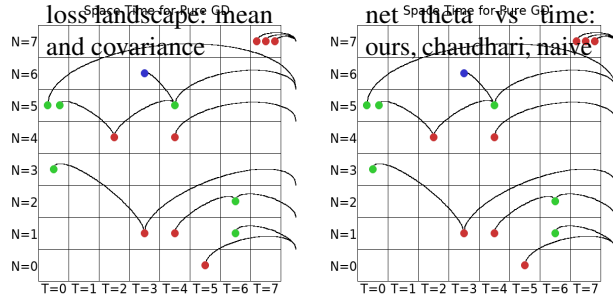 Space Time for Pure GD
loss landscape: mean
and covariance
N=7
N=6
N=5
N=4
N=3
N=2
N=1
N=0
T=0 T=1 T=2 T=3 T=4 T=5 T=6 T=7
Space Time for Pure GD
net theta vs time:
ours, chaudhari, naive
N=7
N=6
N=5
N=4
N=3
N=2
N=1
N=0
T=0 T=1 T=2 T=3 T=4 T=5 T=6 T=7